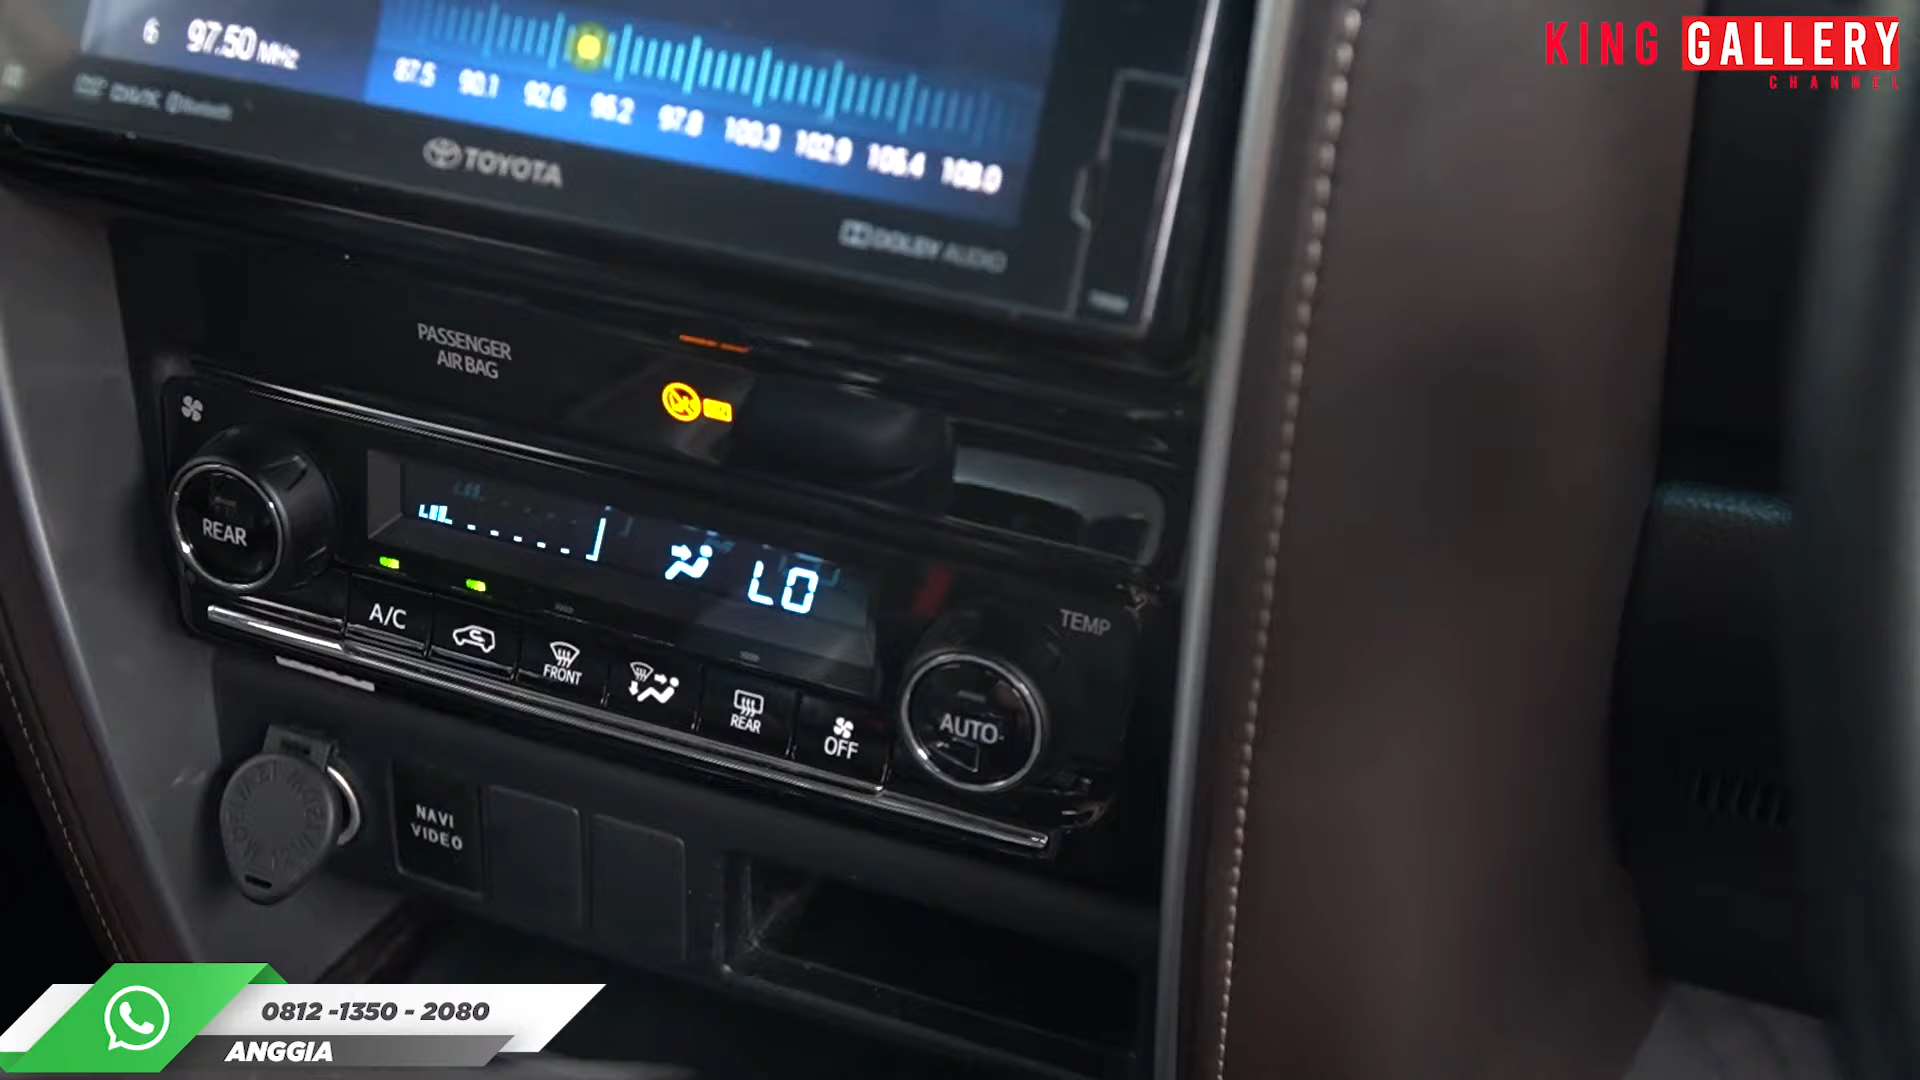 KING GALLERY
CHANNEL
6 97.50 MHz
87.5 90.1 92.6 95.2 97.8 100.3 102.9 105.4 108.0
Bluetooth
TOYOTA
DOLBY AUDIO
PASSENGER
AIR BAG
REAR
LO
TEMP
A/C
FRONT
REAR
OFF
AUTO
NAVI
VIDEO
0812 -1350 - 2080
ANGGIA